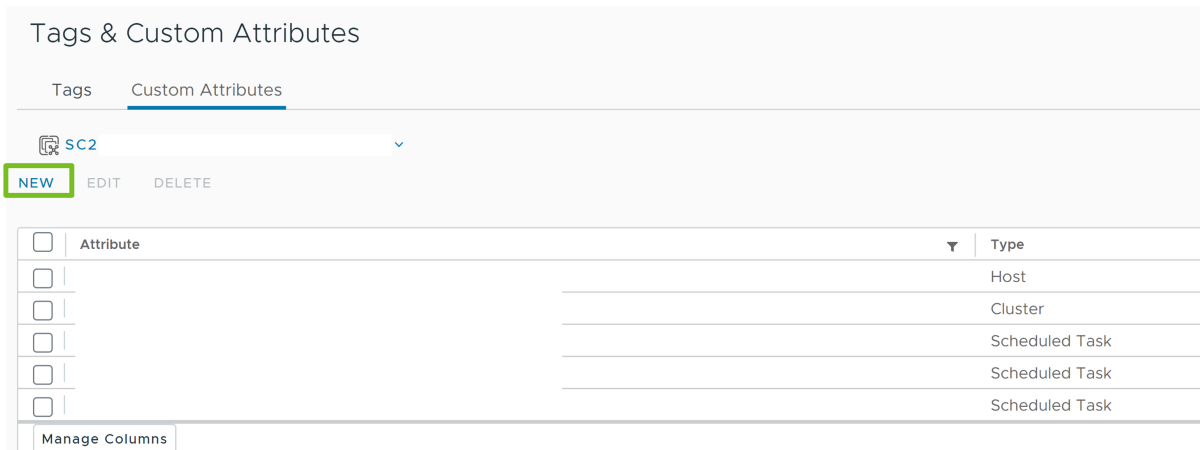 Tags & Custom Attributes
Tags Custom Attributes
SC2
NEW EDIT DELETE
Attribute Type
Host
Cluster
Scheduled Task
Scheduled Task
Scheduled Task
Manage Columns